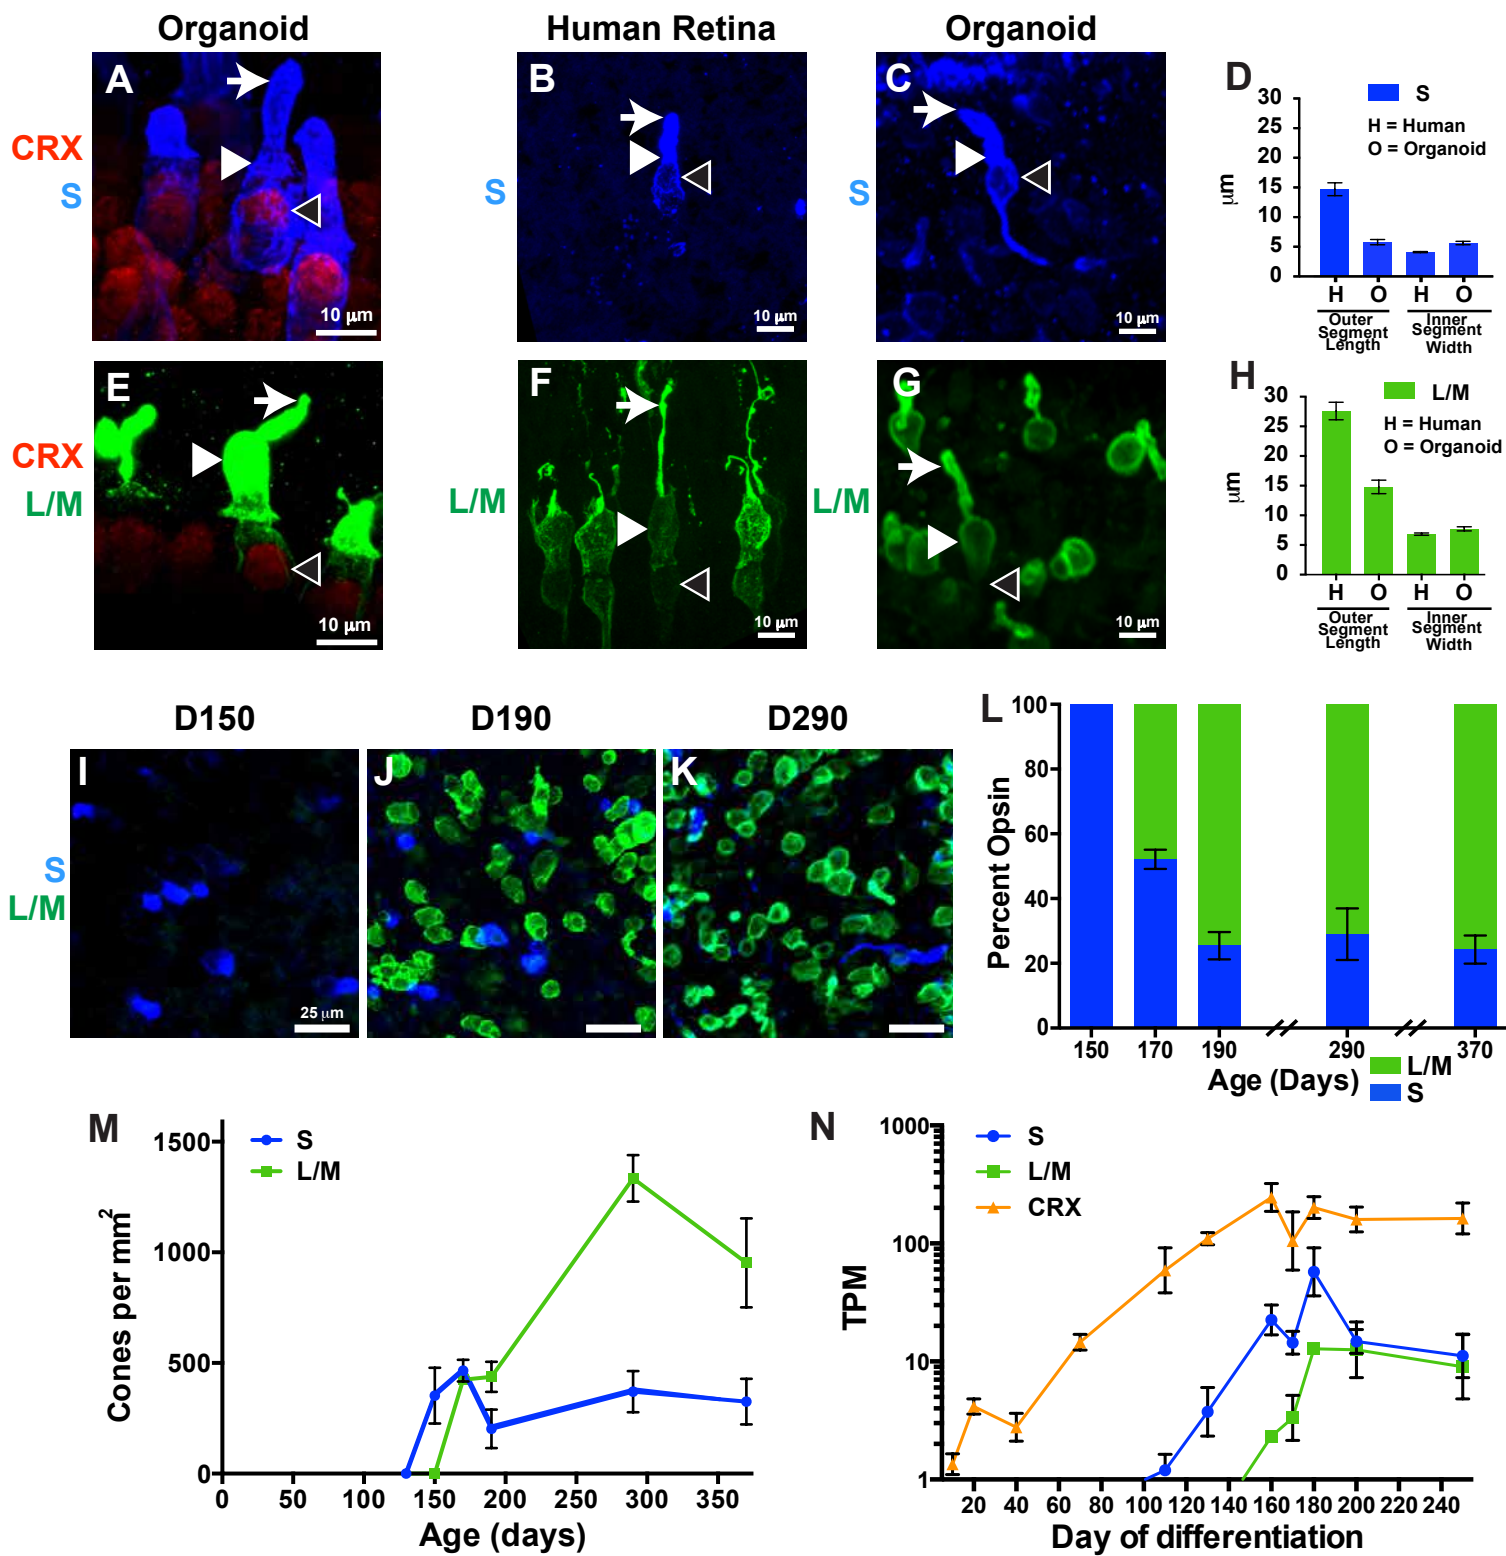 Organoid
Human Retina
Organoid
A
B
C
D
CRX
S
S
S
10 μm
10 μm
10 μm
S
H = Human
O = Organoid
μm
30
25
20
15
10
5
0
H O H O
Outer Segment Length
Inner Segment Width
E
F
G
H
CRX
L/M
L/M
L/M
10 μm
10 μm
10 μm
L/M
H = Human
O = Organoid
μm
30
25
20
15
10
5
0
H O H O
Outer Segment Length
Inner Segment Width
D150
D190
D290
I
J
K
S
L/M
25 μm
L
Percent Opsin
100
80
60
40
20
0
150 170 190 290 370
Age (Days)
L/M
S
M
S
L/M
Cones per mm2
1500
1000
500
0
0 50 100 150 200 250 300 350
Age (days)
N
S
L/M
CRX
TPM
1000
100
10
1
20 40 60 80 100 120 140 160 180 200 220 240
Day of differentiation